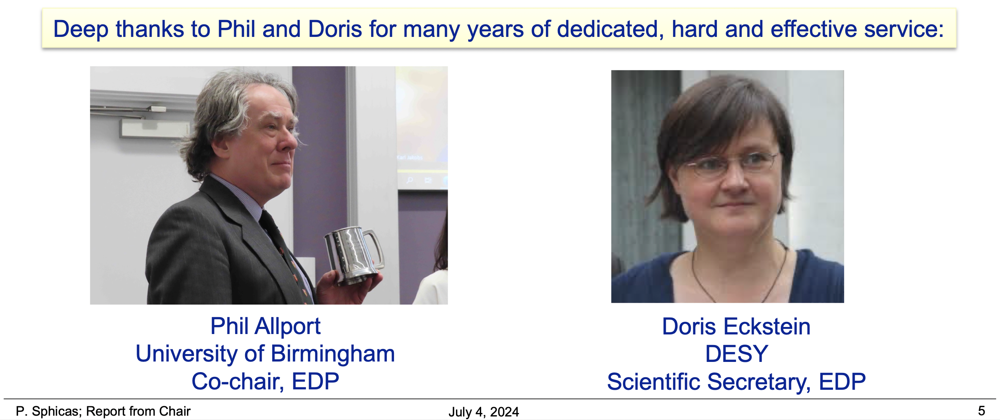 Deep thanks to Phil and Doris for many years of dedicated, hard and effective service:
Karl Jakobs
Phil Allport
University of Birmingham
Co-chair, EDP
Doris Eckstein
DESY
Scientific Secretary, EDP
P. Sphicas; Report from Chair
July 4, 2024
5